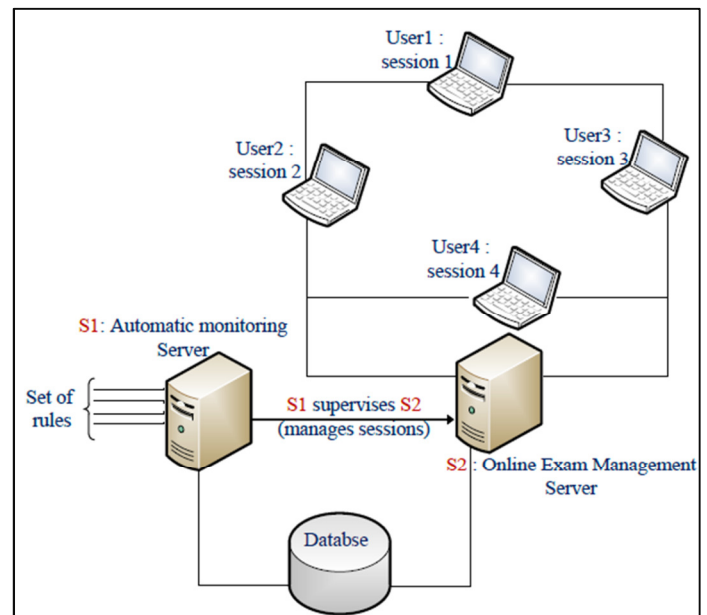 User1 :
session 1
User2 :
session 2
User3 :
session 3
User4 :
session 4
S1: Automatic monitoring
Server
Set of
rules
S1 supervises S2
(manages sessions)
S2 : Online Exam Management
Server
Databse